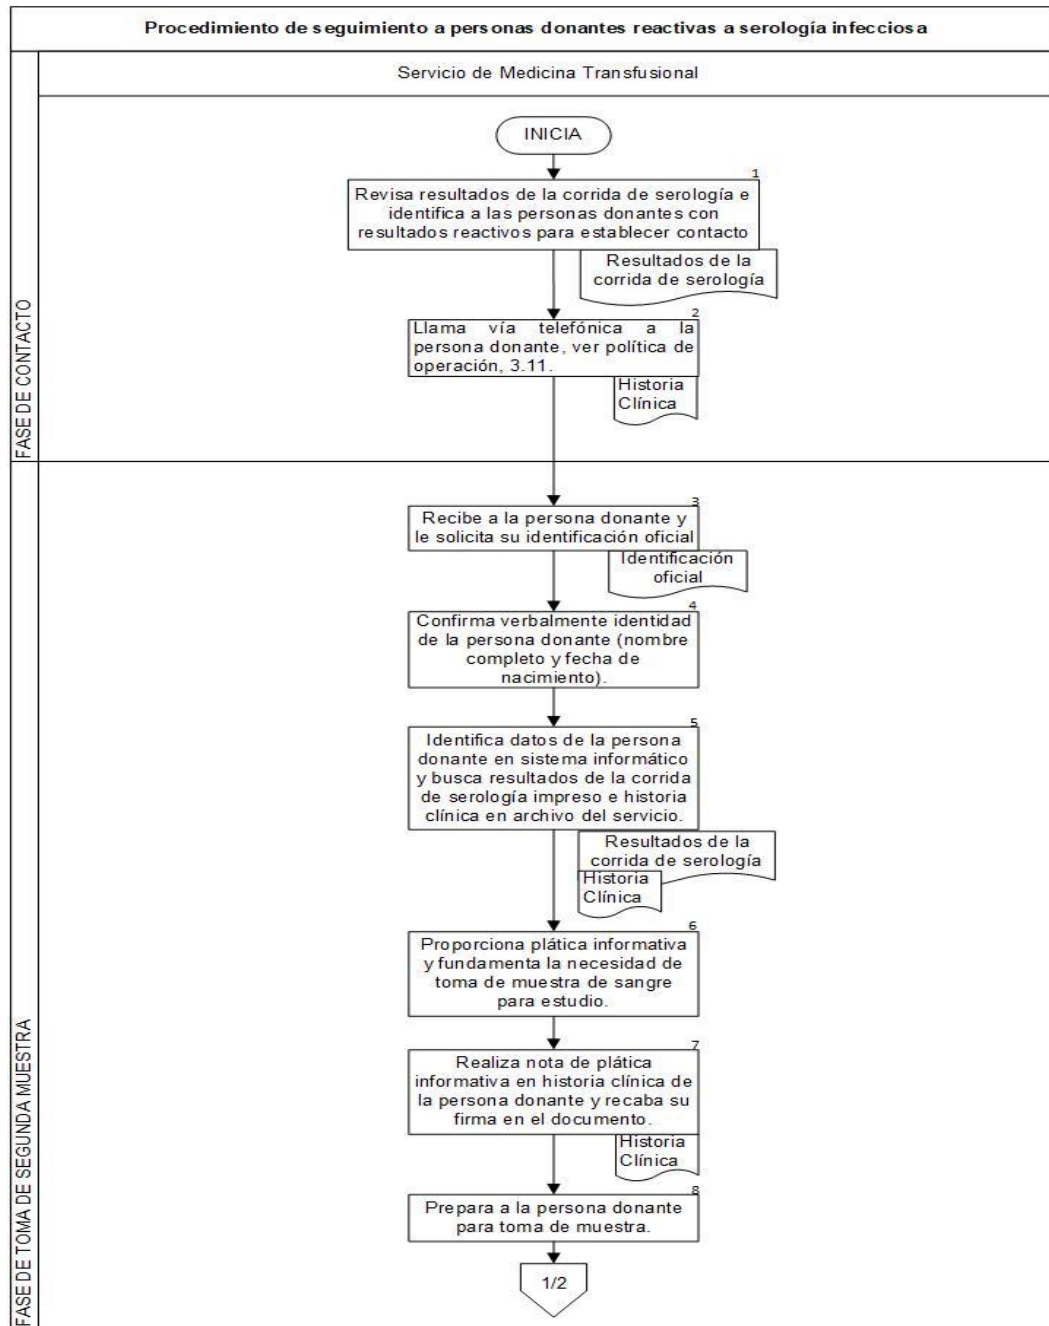 Procedimiento de seguimiento a personas donantes reactivas a serología infecciosa
Servicio de Medicina Transfusional
FASE DE CONTACTO
INICIA
1
Revisa resultados de la corrida de serología e
identifica a las personas donantes con
resultados reactivos para establecer contacto
Resultados de la
corrida de serología
2
Llama vía telefónica a la
persona donante, ver política de
operación, 3.11.
Historia
Clínica
FASE DE TOMA DE SEGUNDA MUESTRA
3
Recibe a la persona donante y
le solicita su identificación oficial
Identificación
oficial
4
Confirma verbalmente identidad
de la persona donante (nombre
completo y fecha de
nacimiento).
5
Identifica datos de la persona
donante en sistema informático
y busca resultados de la corrida
de serología impreso e historia
clínica en archivo del servicio.
Resultados de la
corrida de serología
Historia
Clínica
6
Proporciona plática informativa
y fundamenta la necesidad de
toma de muestra de sangre
para estudio.
7
Realiza nota de plática
informativa en historia clínica de
la persona donante y recaba su
firma en el documento.
Historia
Clínica
8
Prepara a la persona donante
para toma de muestra.
1/2